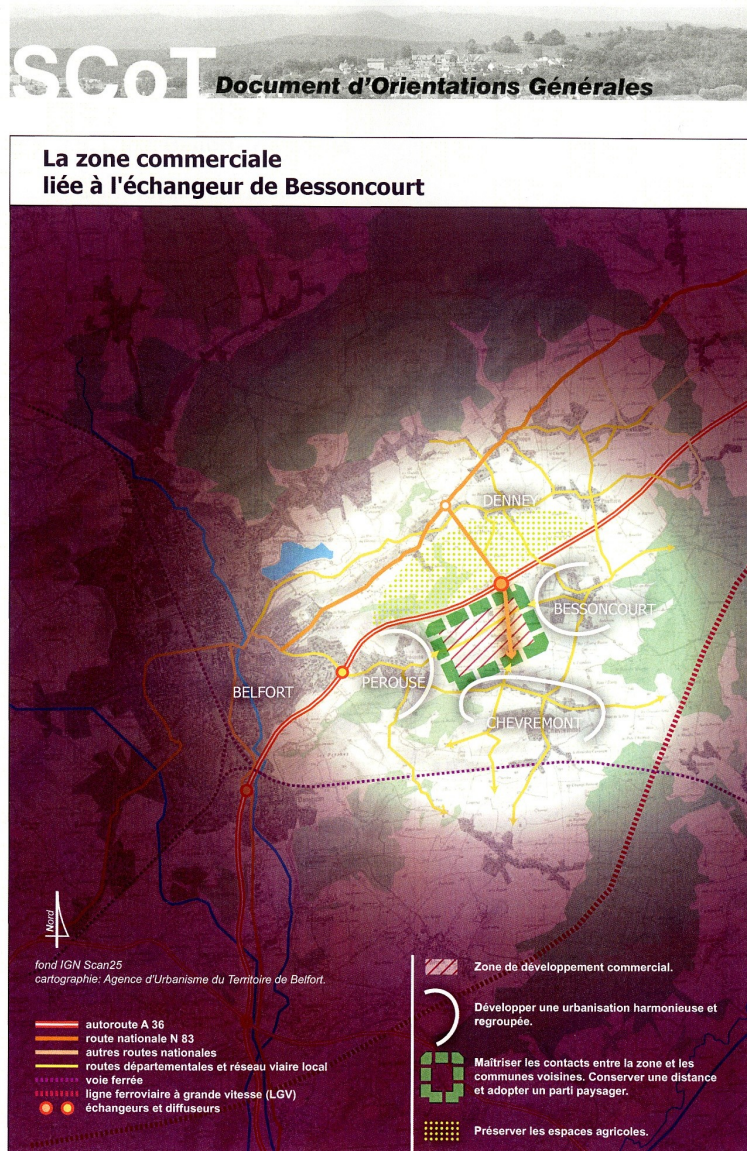 SCoT Document d'Orientations Générales
La zone commerciale
liée à l'échangeur de Bessoncourt
DENNEY
BESSONCOURT
PEROUSE
BELFORT
CHEVREMONT
Nord
fond IGN Scan25
cartographie: Agence d'Urbanisme du Territoire de Belfort.
autoroute A 36
route nationale N 83
autres routes nationales
routes départementales et réseau viaire local
voie ferrée
ligne ferroviaire à grande vitesse (LGV)
échangeurs et diffuseurs
Zone de développement commercial.
Développer une urbanisation harmonieuse et
regroupée.
Maîtriser les contacts entre la zone et les
communes voisines. Conserver une distance
et adopter un parti paysager.
Préserver les espaces agricoles.